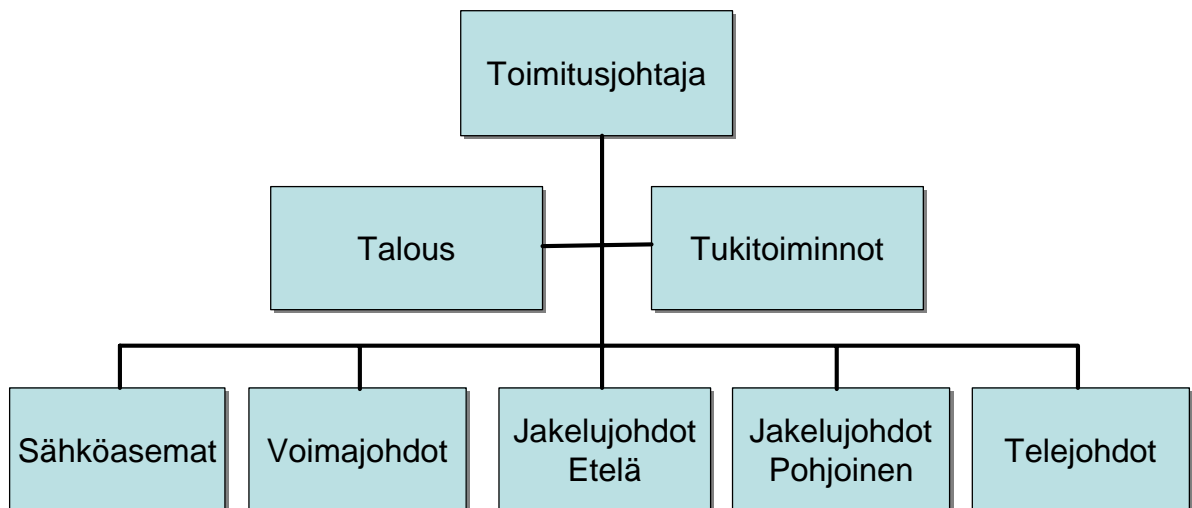 Toimitusjohtaja
Talous
Tukitoiminnot
Sähköasemat
Voimajohdot
Jakelujohdot
Etelä
Jakelujohdot
Pohjoinen
Telejohdot